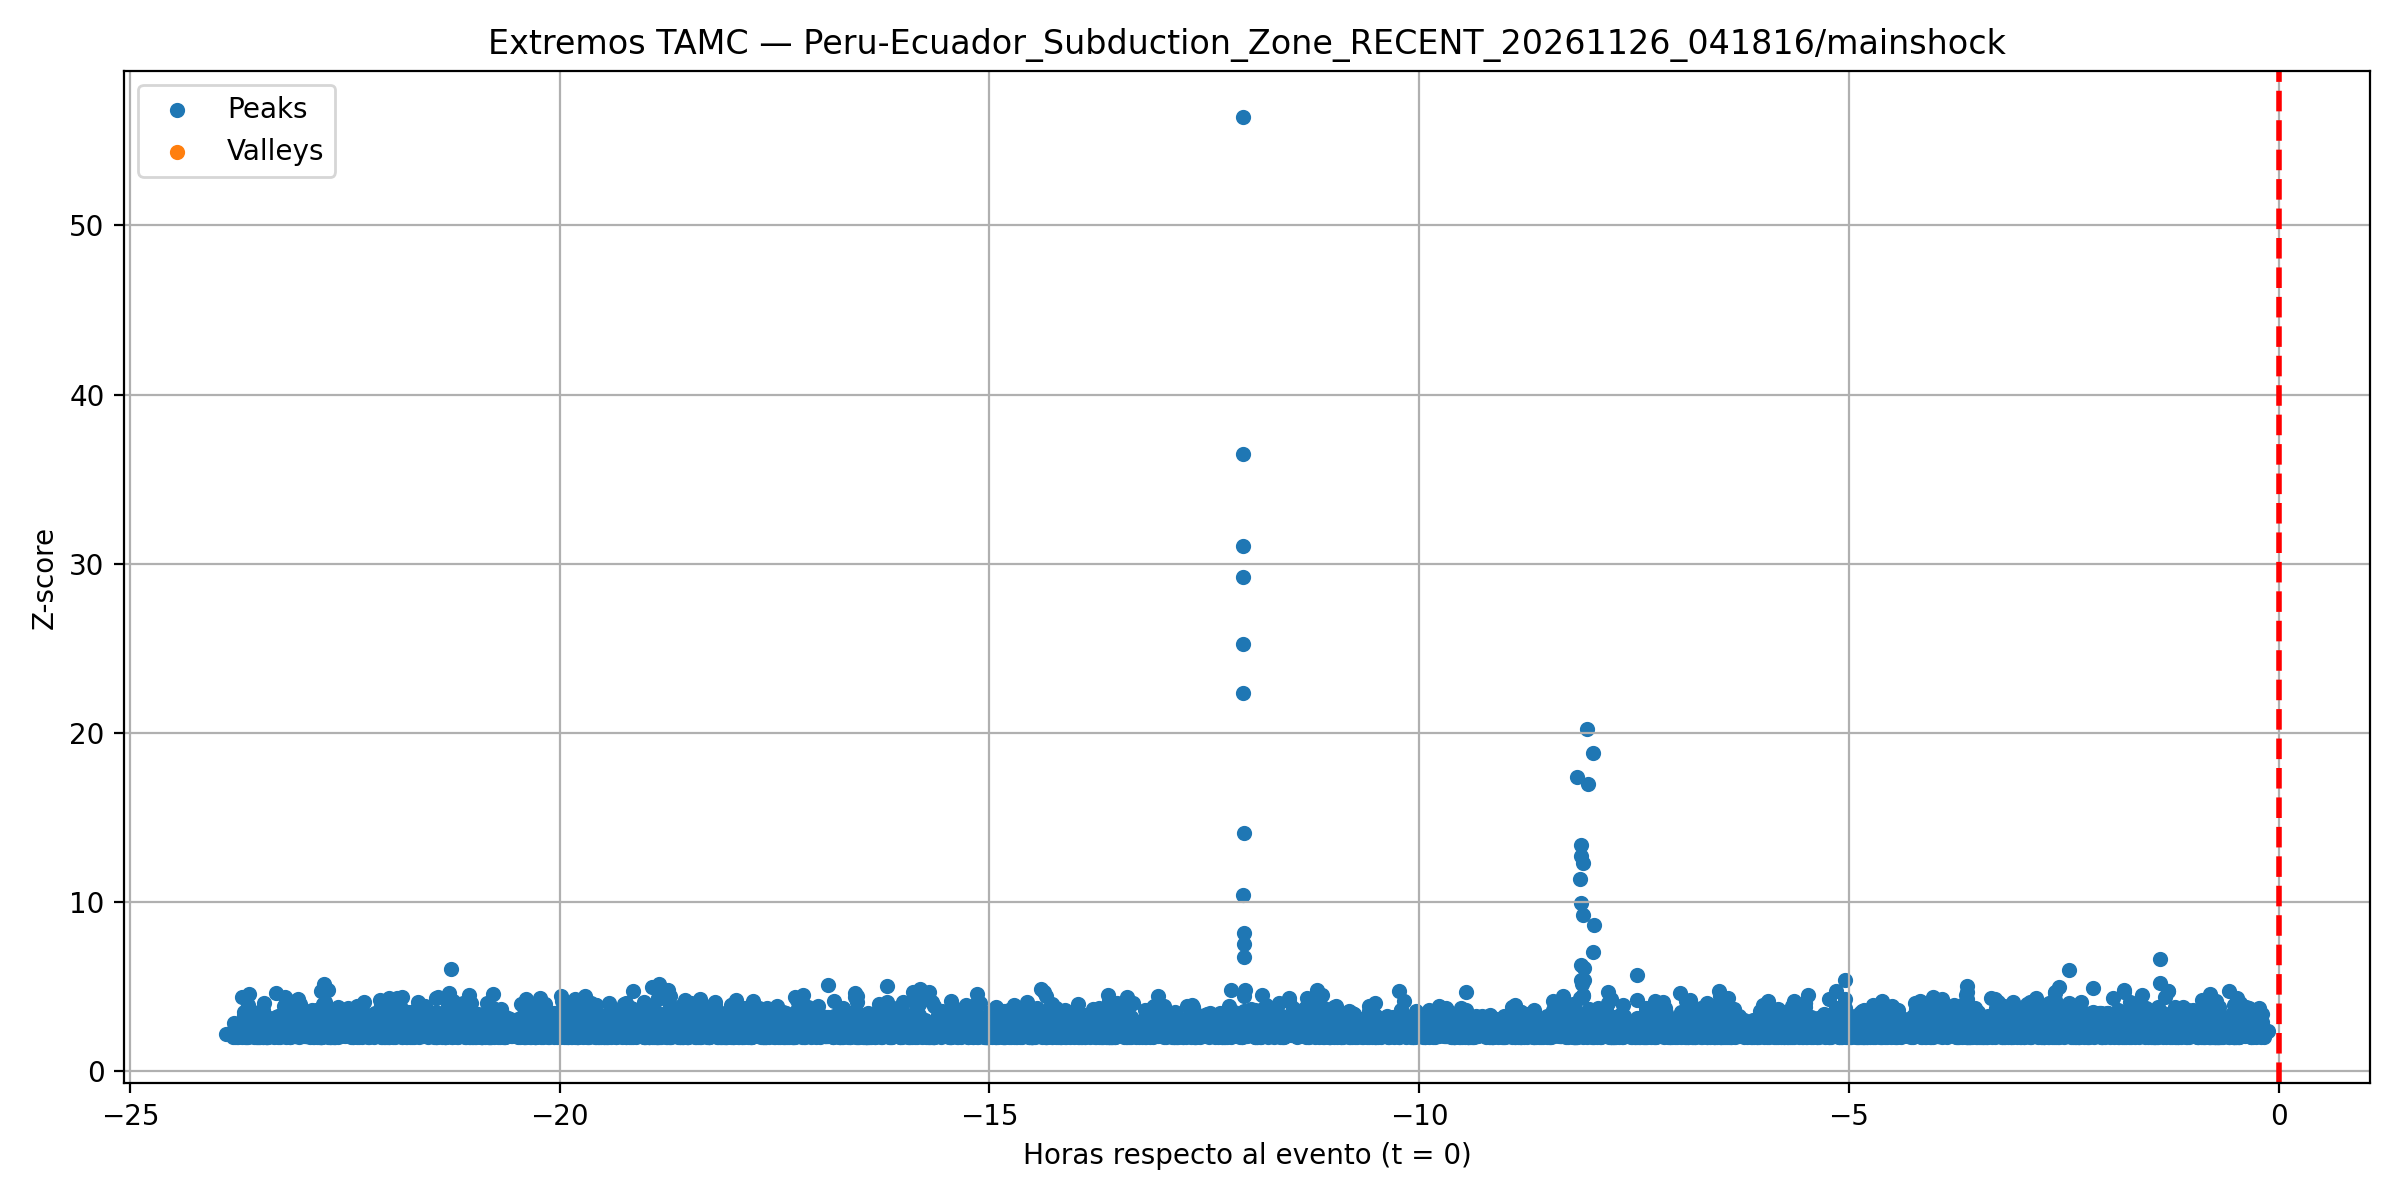 Extremos TAMC — Peru-Ecuador_Subduction_Zone_RECENT_20261126_041816/mainshock
Peaks
Valleys
50
40
30
20
10
0
Z-score
−25
−20
−15
−10
−5
0
Horas respecto al evento (t = 0)